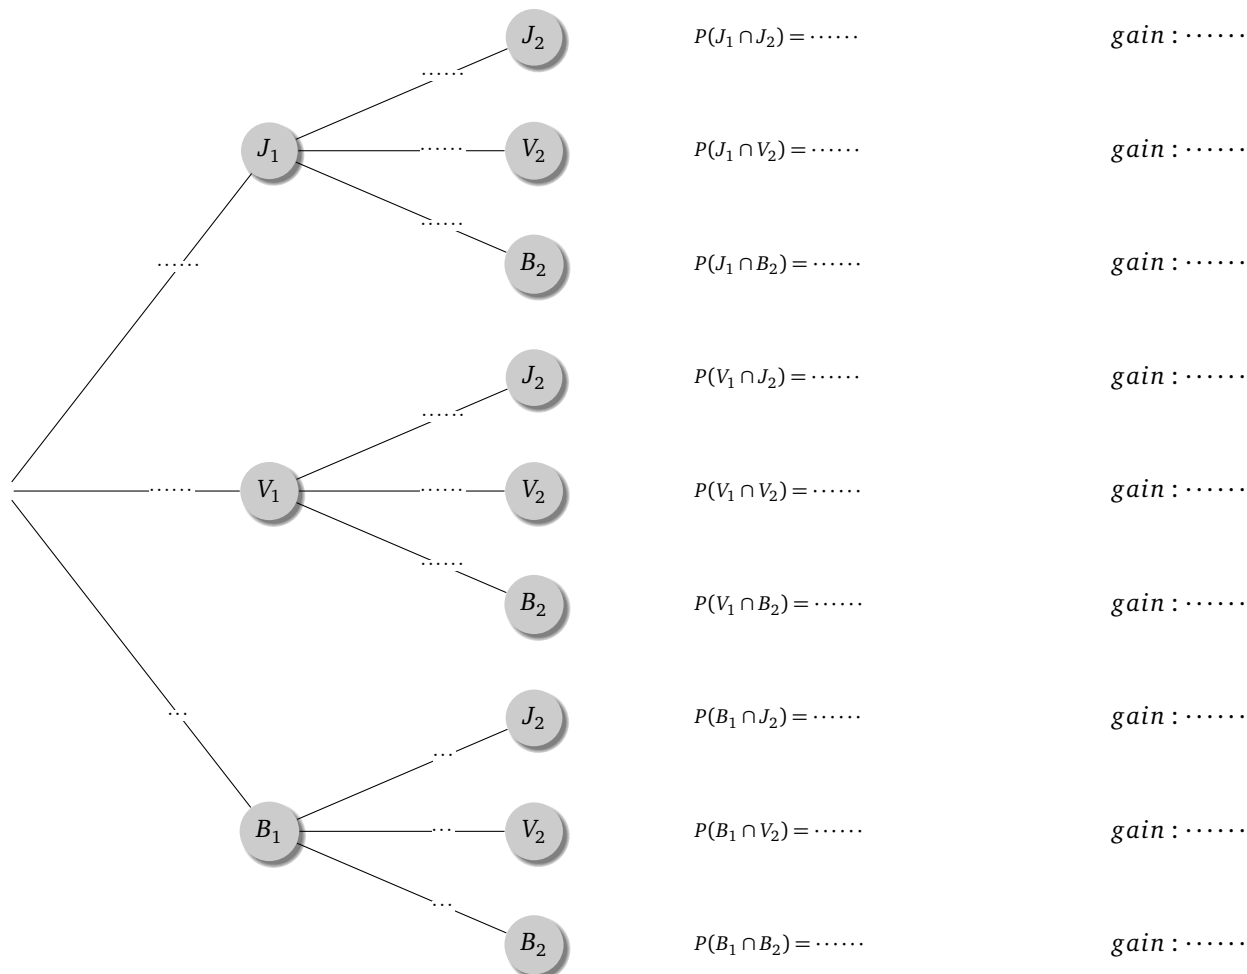 J₂ P(J₁ ∩ J₂) = ······ gain : ······
······
J₁ ····· V₂ P(J₁ ∩ V₂) = ······ gain : ······
······
······ B₂ P(J₁ ∩ B₂) = ······ gain : ······
J₂ P(V₁ ∩ J₂) = ······ gain : ······
······
····· V₁ ····· V₂ P(V₁ ∩ V₂) = ······ gain : ······
······
B₂ P(V₁ ∩ B₂) = ······ gain : ······
··· J₂ P(B₁ ∩ J₂) = ······ gain : ······
···
B₁ ··· V₂ P(B₁ ∩ V₂) = ······ gain : ······
···
B₂ P(B₁ ∩ B₂) = ······ gain : ······